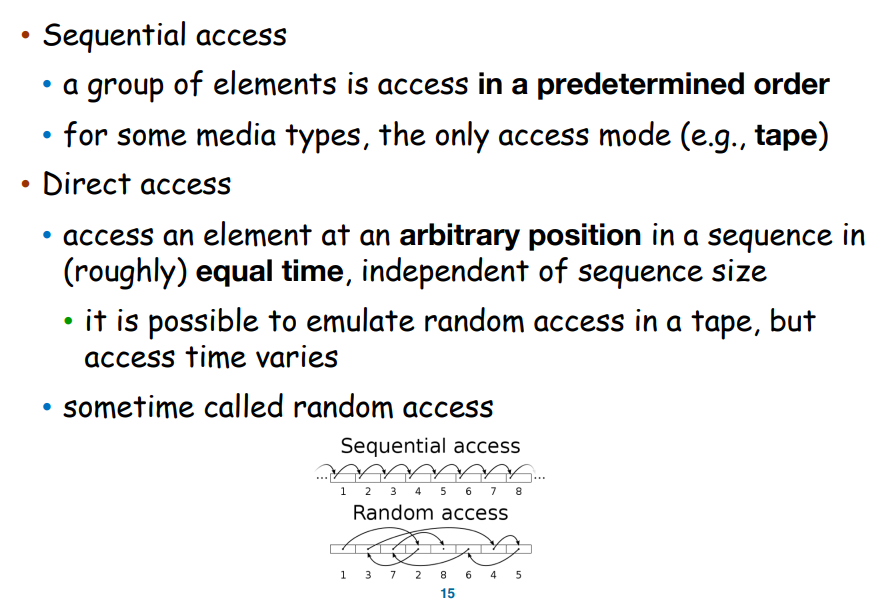 • Sequential access
• a group of elements is access in a predetermined order
• for some media types, the only access mode (e.g., tape)
• Direct access
• access an element at an arbitrary position in a sequence in
(roughly) equal time, independent of sequence size
• it is possible to emulate random access in a tape, but
access time varies
• sometime called random access
Sequential access
... ...
1 2 3 4 5 6 7 8
Random access
1 3 7 2 8 6 4 5
15